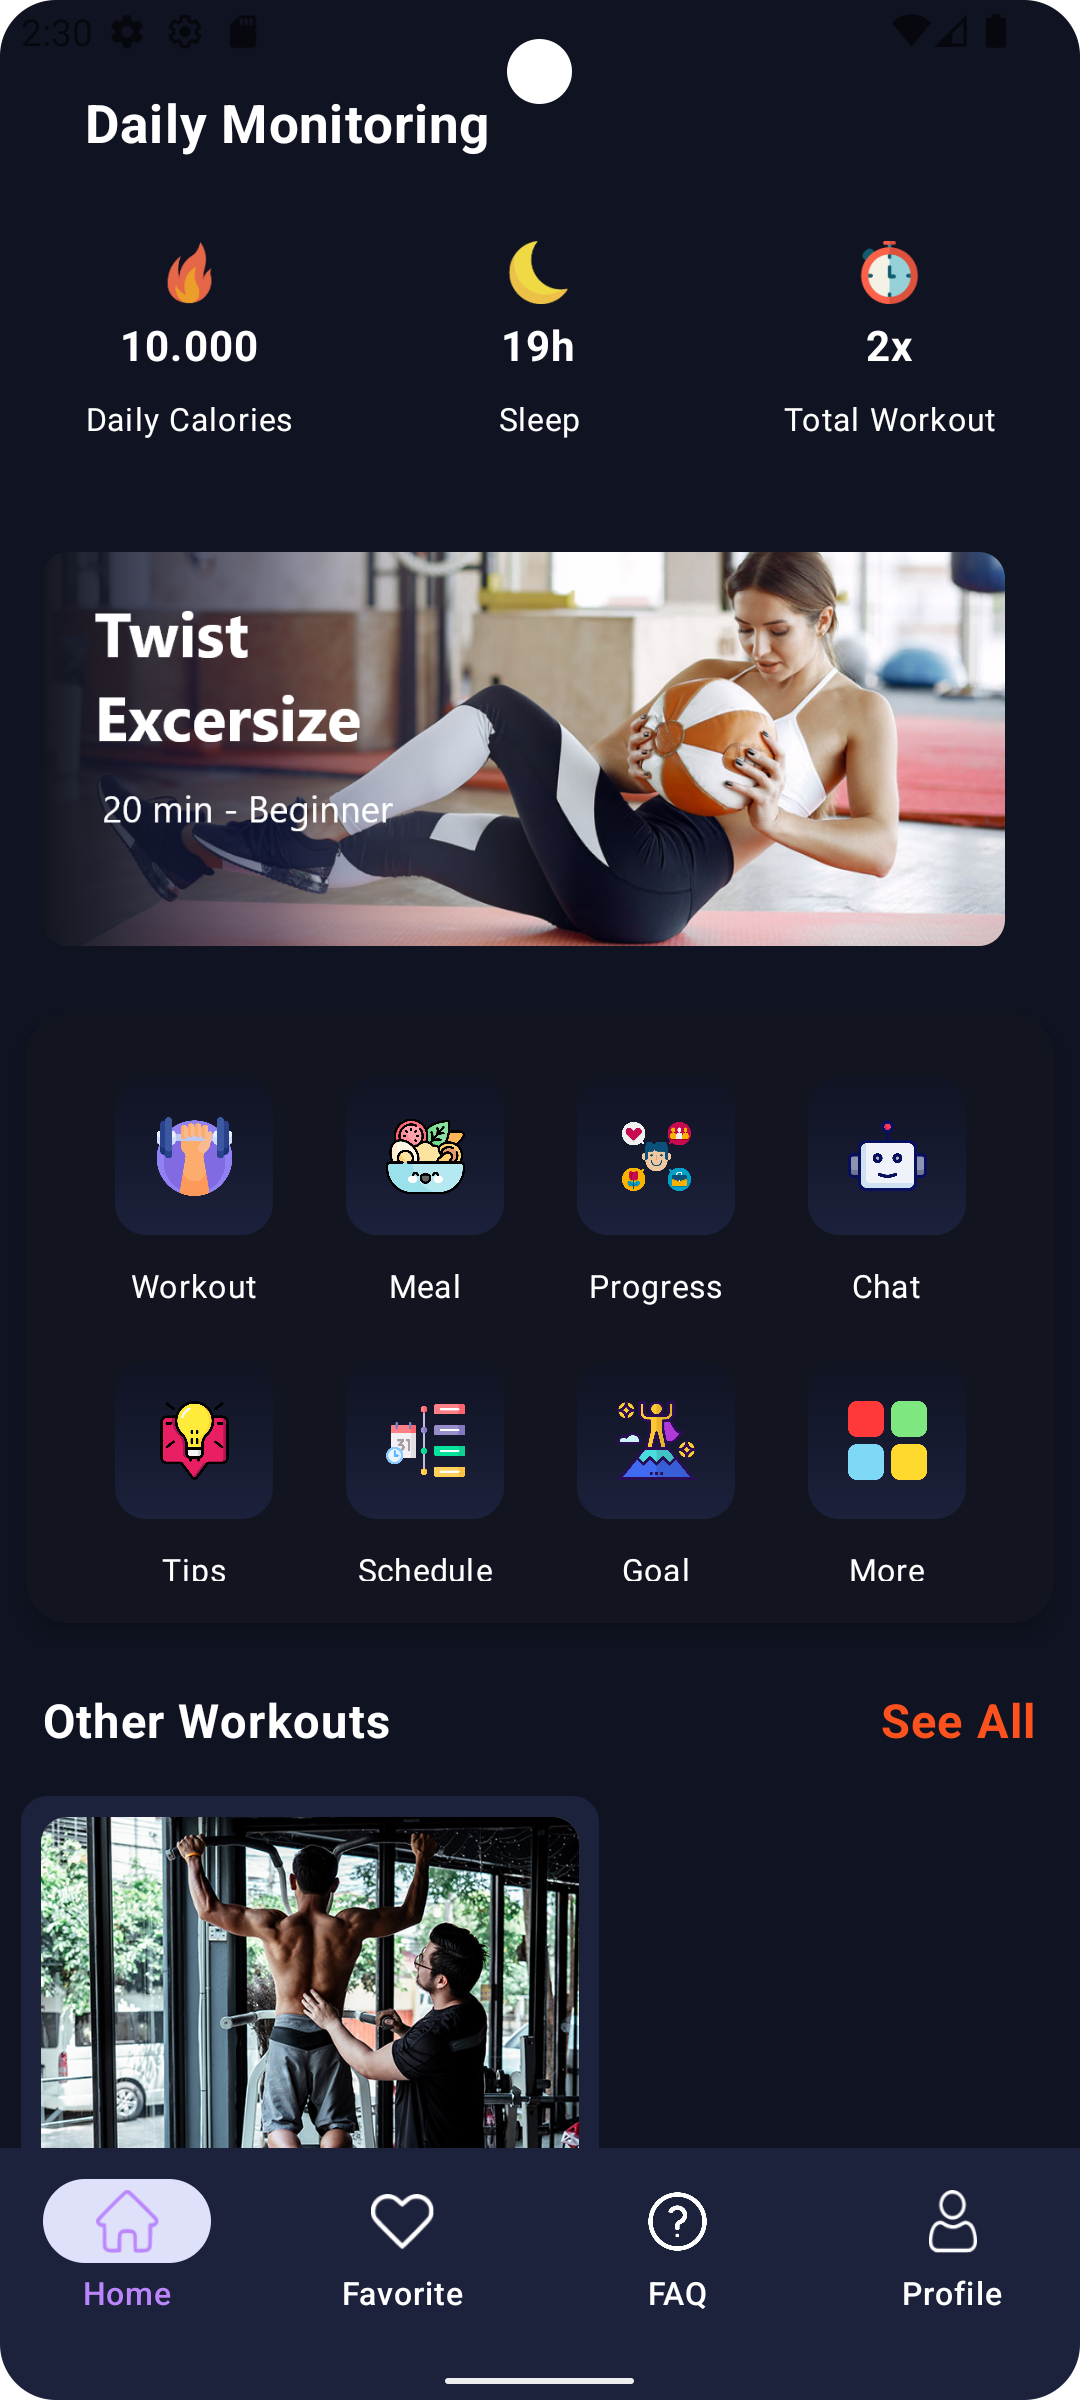 2:30
Daily Monitoring
10.000
19h
2x
Daily Calories
Sleep
Total Workout
Twist
Excersize
20 min - Beginner
Workout
Meal
Progress
Chat
31
Tips
Schedule
Goal
More
Other Workouts
See All
Home
Favorite
FAQ
Profile